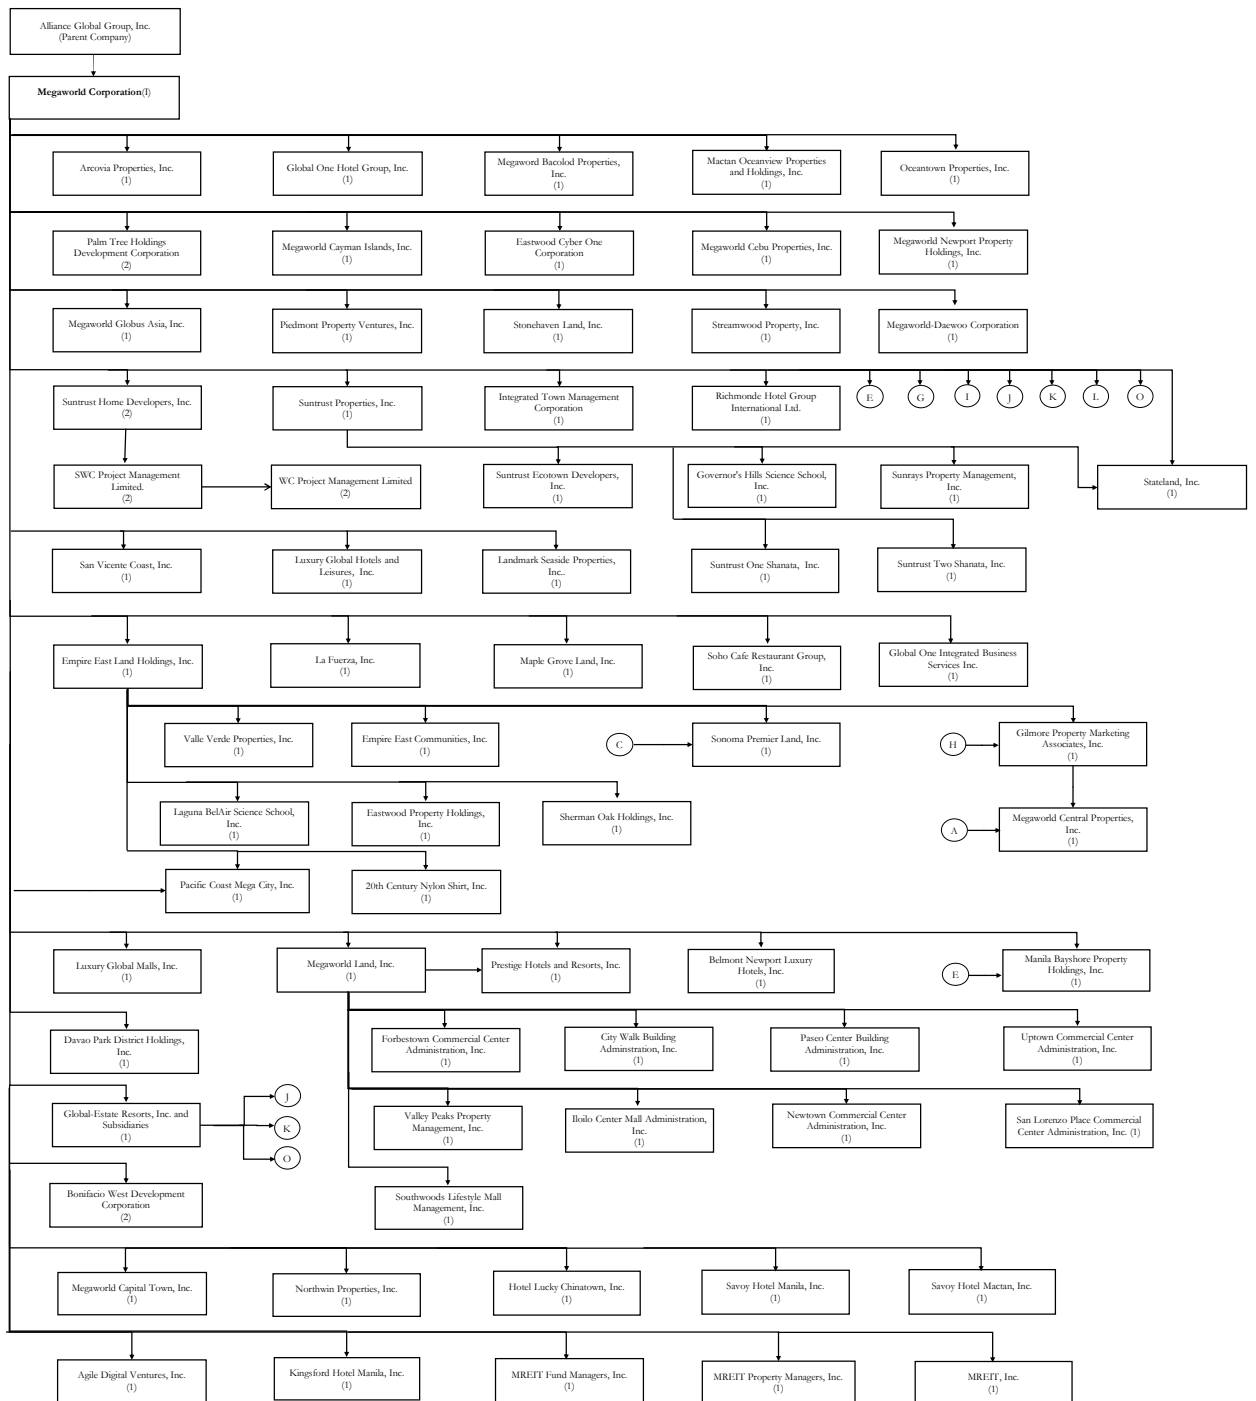 Alliance Global Group, Inc.
(Parent Company)
Megaworld Corporation(1)
Arcovia Properties, Inc.
(1)
Global One Hotel Group, Inc.
(1)
Megaword Bacolod Properties,
Inc.
(1)
Mactan Oceanview Properties
and Holdings, Inc.
(1)
Oceantown Properties, Inc.
(1)
Palm Tree Holdings
Development Corporation
(2)
Megaworld Cayman Islands, Inc.
(1)
Eastwood Cyber One
Corporation
(1)
Megaworld Cebu Properties, Inc.
(1)
Megaworld Newport Property
Holdings, Inc.
(1)
Megaworld Globus Asia, Inc.
(1)
Piedmont Property Ventures, Inc.
(1)
Stonehaven Land, Inc.
(1)
Streamwood Property, Inc.
(1)
Megaworld-Daewoo Corporation
(1)
Suntrust Home Developers, Inc.
(2)
Suntrust Properties, Inc.
(1)
Integrated Town Management
Corporation
(1)
Richmonde Hotel Group
International Ltd.
(1)
E
G
I
J
K
L
O
SWC Project Management
Limited.
(2)
WC Project Management Limited
(2)
Suntrust Ecotown Developers,
Inc.
(1)
Governor's Hills Science School,
Inc.
(1)
Sunrays Property Management,
Inc.
(1)
Stateland, Inc.
(1)
San Vicente Coast, Inc.
(1)
Luxury Global Hotels and
Leisures, Inc.
(1)
Landmark Seaside Properties,
Inc..
(1)
Suntrust One Shanata, Inc.
(1)
Suntrust Two Shanata, Inc.
(1)
Empire East Land Holdings, Inc.
(1)
La Fuerza, Inc.
(1)
Maple Grove Land, Inc.
(1)
Soho Cafe Restaurant Group,
Inc.
(1)
Global One Integrated Business
Services Inc.
(1)
Valle Verde Properties, Inc.
(1)
Empire East Communities, Inc.
(1)
C
Sonoma Premier Land, Inc.
(1)
H
Gilmore Property Marketing
Associates, Inc.
(1)
Laguna BelAir Science School,
Inc.
(1)
Eastwood Property Holdings,
Inc.
(1)
Sherman Oak Holdings, Inc.
(1)
A
Megaworld Central Properties,
Inc.
(1)
Pacific Coast Mega City, Inc.
(1)
20th Century Nylon Shirt, Inc.
(1)
Luxury Global Malls, Inc.
(1)
Megaworld Land, Inc.
(1)
Prestige Hotels and Resorts, Inc.
(1)
Belmont Newport Luxury
Hotels, Inc.
(1)
E
Manila Bayshore Property
Holdings, Inc.
(1)
Davao Park District Holdings,
Inc.
(1)
Forbestown Commercial Center
Administration, Inc.
(1)
City Walk Building
Adminstration, Inc.
(1)
Paseo Center Building
Administration, Inc.
(1)
Uptown Commercial Center
Administration, Inc.
(1)
Global-Estate Resorts, Inc. and
Subsidiaries
(1)
J
K
O
Valley Peaks Property
Management, Inc.
(1)
Iloilo Center Mall Administration,
Inc.
(1)
Newtown Commercial Center
Administration, Inc.
(1)
San Lorenzo Place Commercial
Center Administration, Inc. (1)
Bonifacio West Development
Corporation
(2)
Southwoods Lifestyle Mall
Management, Inc.
(1)
Megaworld Capital Town, Inc.
(1)
Northwin Properties, Inc.
(1)
Hotel Lucky Chinatown, Inc.
(1)
Savoy Hotel Manila, Inc.
(1)
Savoy Hotel Mactan, Inc.
(1)
Agile Digital Ventures, Inc.
(1)
Kingsford Hotel Manila, Inc.
(1)
MREIT Fund Managers, Inc.
(1)
MREIT Property Managers, Inc.
(1)
MREIT, Inc.
(1)